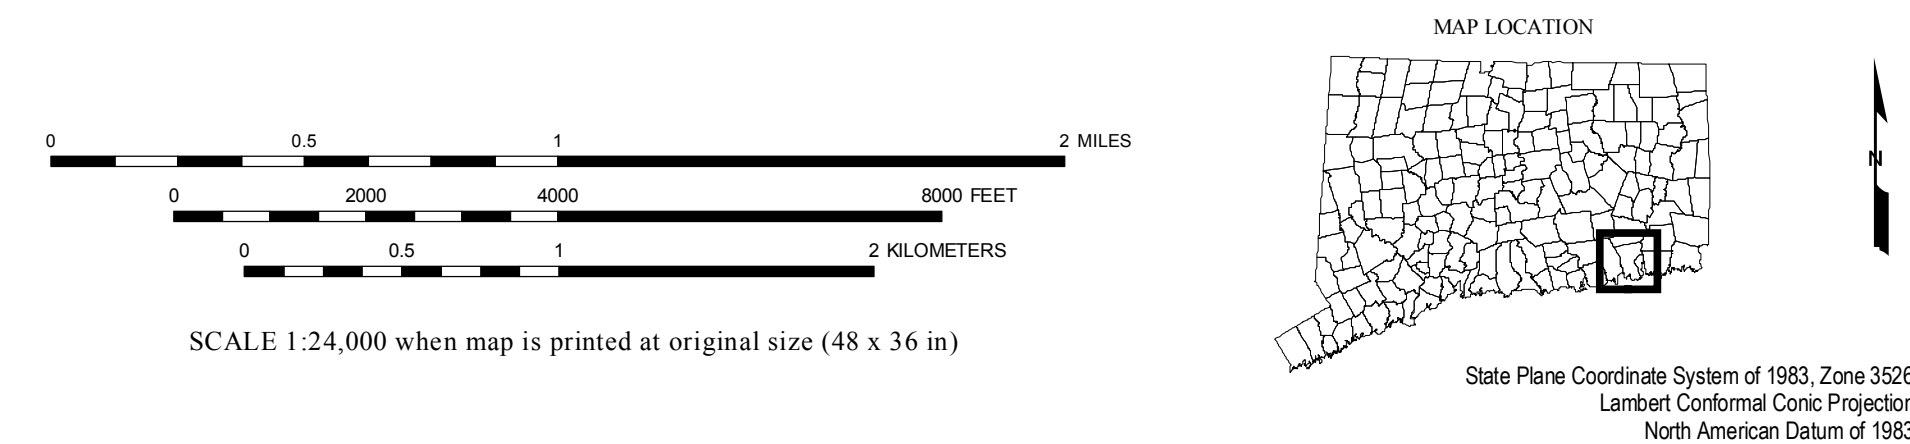 MAP LOCATION
0 0.5 1 2 MILES
0 2000 4000 8000 FEET
0 0.5 1 2 KILOMETERS
SCALE 1:24,000 when map is printed at original size (48 x 36 in)
N
State Plane Coordinate System of 1983, Zone 3526
Lambert Conformal Conic Projection
North American Datum of 1983